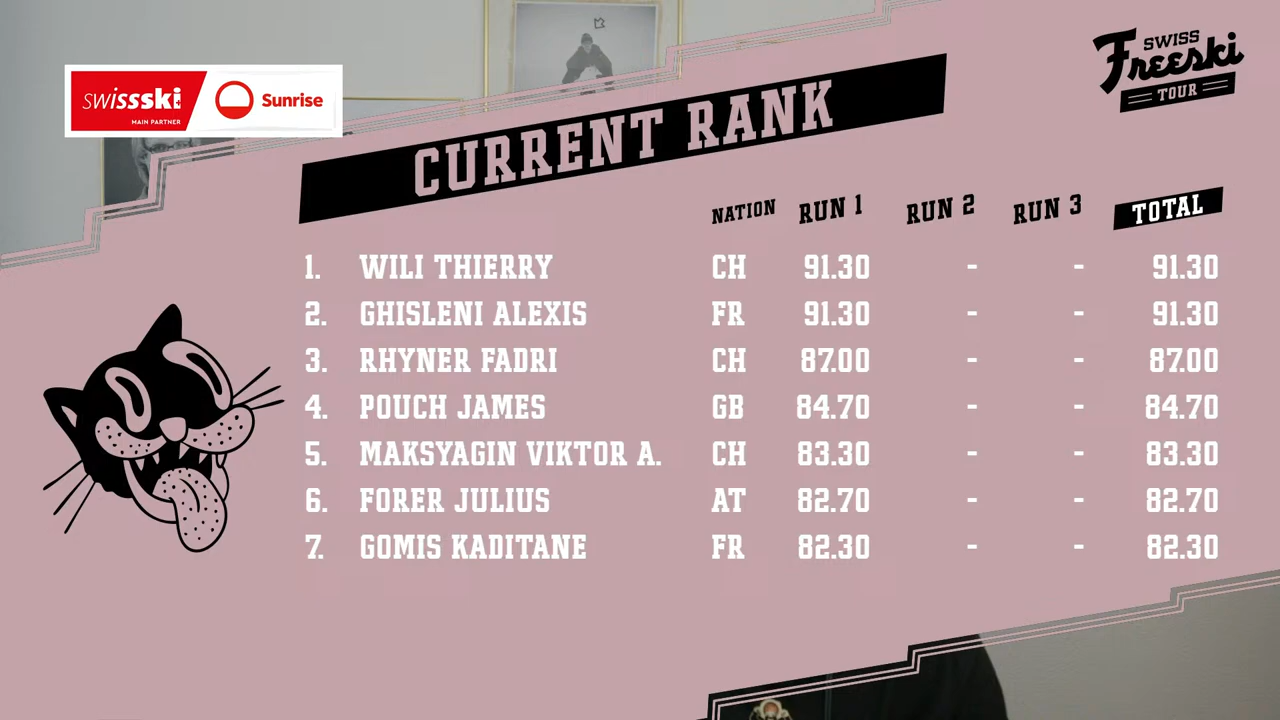 swissski
MAIN PARTNER
Sunrise
SWISS
Freeski
TOUR
CURRENT RANK
NATION RUN 1 RUN 2 RUN 3 TOTAL
1. WILI THIERRY CH 91.30 - - 91.30
2. GHISLENI ALEXIS FR 91.30 - - 91.30
3. RHYNER FADRI CH 87.00 - - 87.00
4. POUCH JAMES GB 84.70 - - 84.70
5. MAKSYAGIN VIKTOR A. CH 83.30 - - 83.30
6. FORER JULIUS AT 82.70 - - 82.70
7. GOMIS KADITANE FR 82.30 - - 82.30